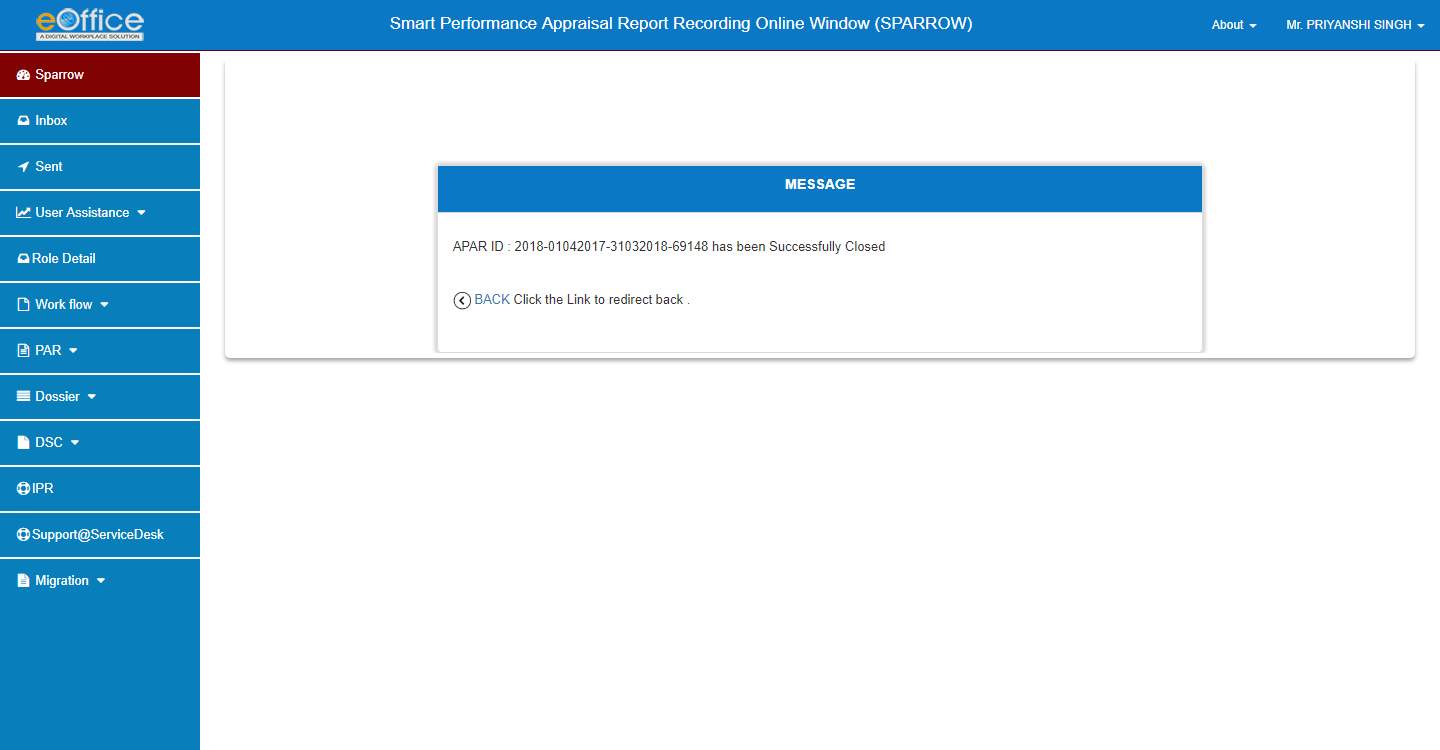 eOffice
A DIGITAL WORKPLACE SOLUTION
Smart Performance Appraisal Report Recording Online Window (SPARROW)
About
Mr. PRIYANSHI SINGH
Sparrow
Inbox
Sent
User Assistance
Role Detail
Work flow
PAR
Dossier
DSC
IPR
Support@ServiceDesk
Migration
MESSAGE
APAR ID : 2018-01042017-31032018-69148 has been Successfully Closed
BACK Click the Link to redirect back .